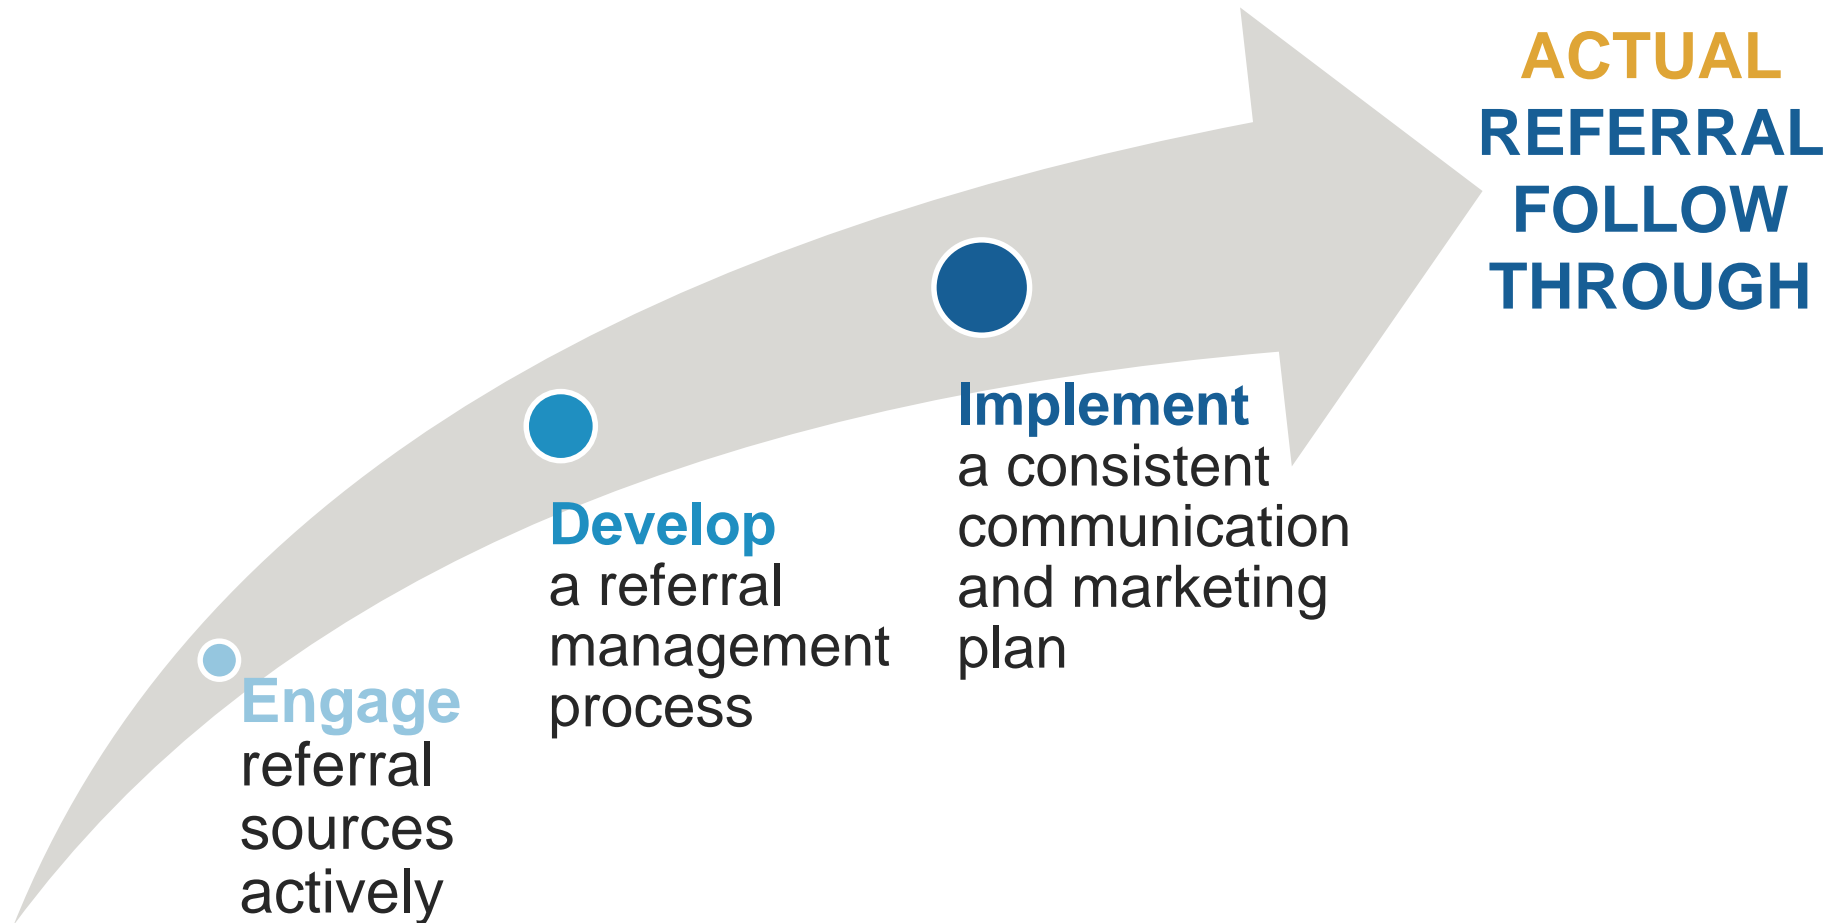 ACTUAL
REFERRAL
FOLLOW
THROUGH
Engage
referral
sources
actively
Develop
a referral
management
process
Implement
a consistent
communication
and marketing
plan